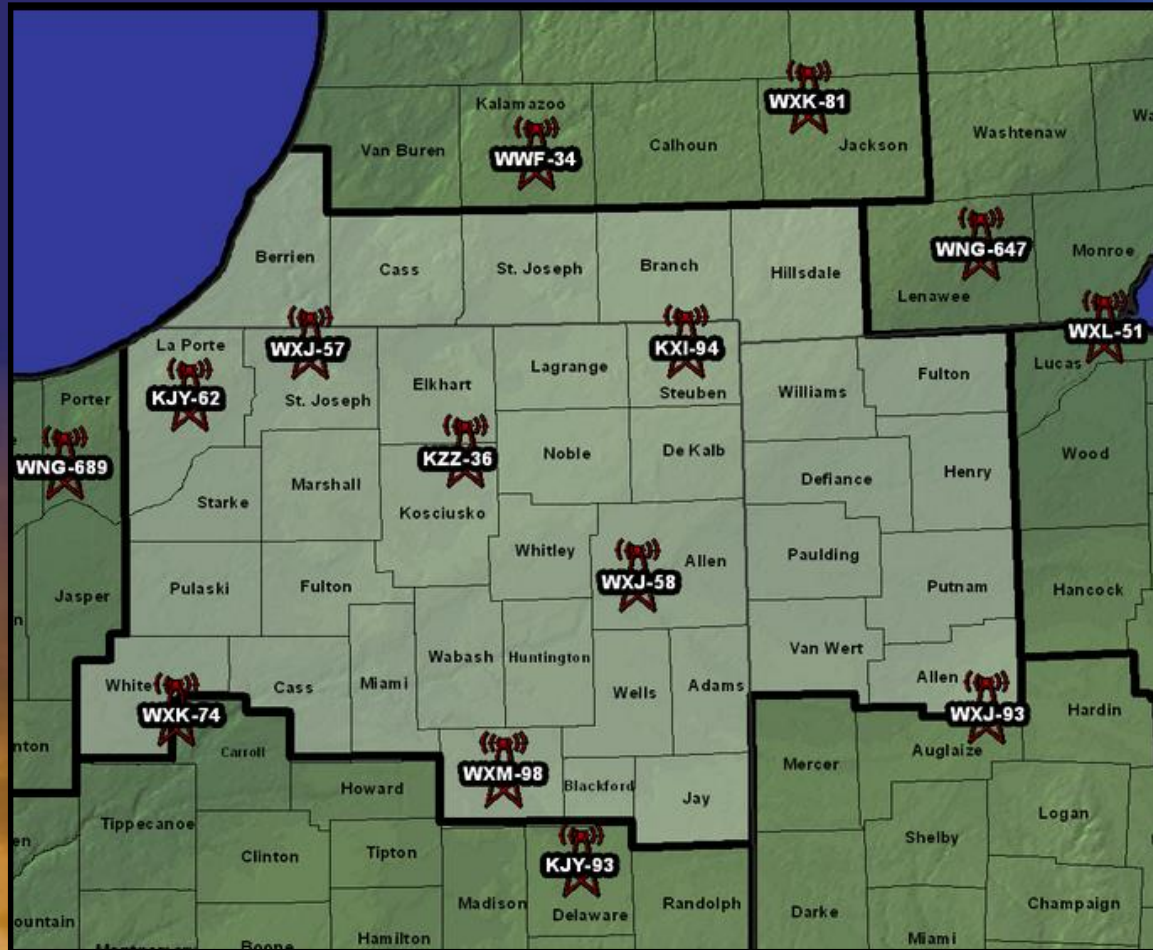 Kalamazoo
WXK-81
Van Buren
WWF-34
Calhoun
Jackson
Washtenaw
Wa
Berrien
Cass
St. Joseph
Branch
Hillsdale
WNG-647
Monroe
Lenawee
La Porte
WXJ-57
KXI-94
WXL-51
KJY-62
Elkhart
Lagrange
Steuben
Williams
Fulton
Lucas
Porter
St. Joseph
WNG-689
KZZ-36
Noble
De Kalb
Wood
Starke
Marshall
Kosciusko
Defiance
Henry
Whitley
Allen
Paulding
WXJ-58
Jasper
Pulaski
Fulton
Putnam
Hancock
n
White
Cass
Miami
Wabash
Huntington
Wells
Adams
Van Wert
Allen
WXK-74
WXJ-93
Hardin
nton
Carroll
WXM-98
Blackford
Jay
Mercer
Auglaize
Howard
Tippecanoe
Logan
en
Clinton
Tipton
KJY-93
Shelby
Madison
Delaware
Randolph
Darke
Champaign
ountain
Boone
Hamilton
Miami